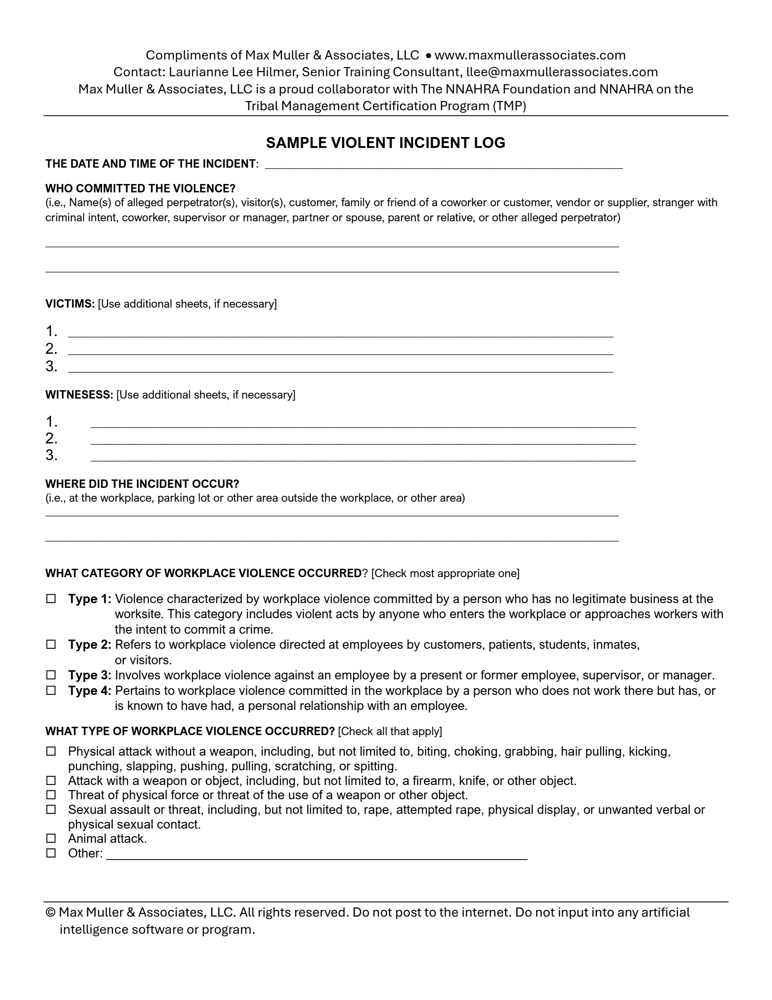 Compliments of Max Muller & Associates, LLC • www.maxmullerassociates.com
Contact: Laurianne Lee Hilmer, Senior Training Consultant, llee@maxmullerassociates.com
Max Muller & Associates, LLC is a proud collaborator with The NNAHRA Foundation and NNAHRA on the
Tribal Management Certification Program (TMP)
SAMPLE VIOLENT INCIDENT LOG
THE DATE AND TIME OF THE INCIDENT:
WHO COMMITTED THE VIOLENCE?
(i.e., Name(s) of alleged perpetrator(s), visitor(s), customer, family or friend of a coworker or customer, vendor or supplier, stranger with
criminal intent, coworker, supervisor or manager, partner or spouse, parent or relative, or other alleged perpetrator)
VICTIMS: [Use additional sheets, if necessary]
1.
2.
3.
WITNESESS: [Use additional sheets, if necessary]
1.
2.
3.
WHERE DID THE INCIDENT OCCUR?
(i.e., at the workplace, parking lot or other area outside the workplace, or other area)
WHAT CATEGORY OF WORKPLACE VIOLENCE OCCURRED? [Check most appropriate one]
☐ Type 1: Violence characterized by workplace violence committed by a person who has no legitimate business at the
worksite. This category includes violent acts by anyone who enters the workplace or approaches workers with
the intent to commit a crime.
☐ Type 2: Refers to workplace violence directed at employees by customers, patients, students, inmates,
or visitors.
☐ Type 3: Involves workplace violence against an employee by a present or former employee, supervisor, or manager.
☐ Type 4: Pertains to workplace violence committed in the workplace by a person who does not work there but has, or
is known to have had, a personal relationship with an employee.
WHAT TYPE OF WORKPLACE VIOLENCE OCCURRED? [Check all that apply]
☐ Physical attack without a weapon, including, but not limited to, biting, choking, grabbing, hair pulling, kicking,
punching, slapping, pushing, pulling, scratching, or spitting.
☐ Attack with a weapon or object, including, but not limited to, a firearm, knife, or other object.
☐ Threat of physical force or threat of the use of a weapon or other object.
☐ Sexual assault or threat, including, but not limited to, rape, attempted rape, physical display, or unwanted verbal or
physical sexual contact.
☐ Animal attack.
☐ Other:
© Max Muller & Associates, LLC. All rights reserved. Do not post to the internet. Do not input into any artificial
intelligence software or program.